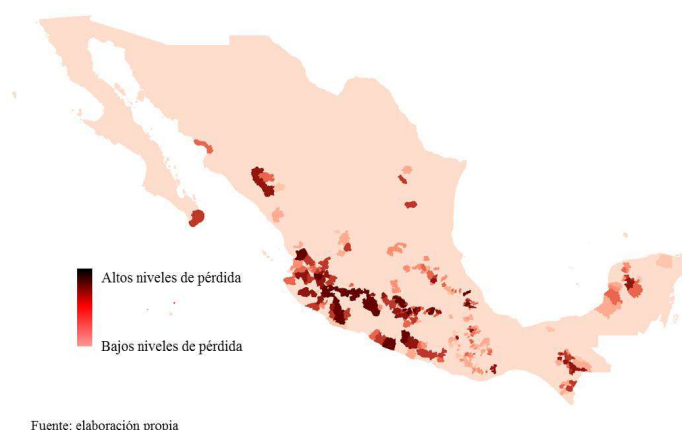 Altos niveles de pérdida
Bajos niveles de pérdida
Fuente: elaboración propia